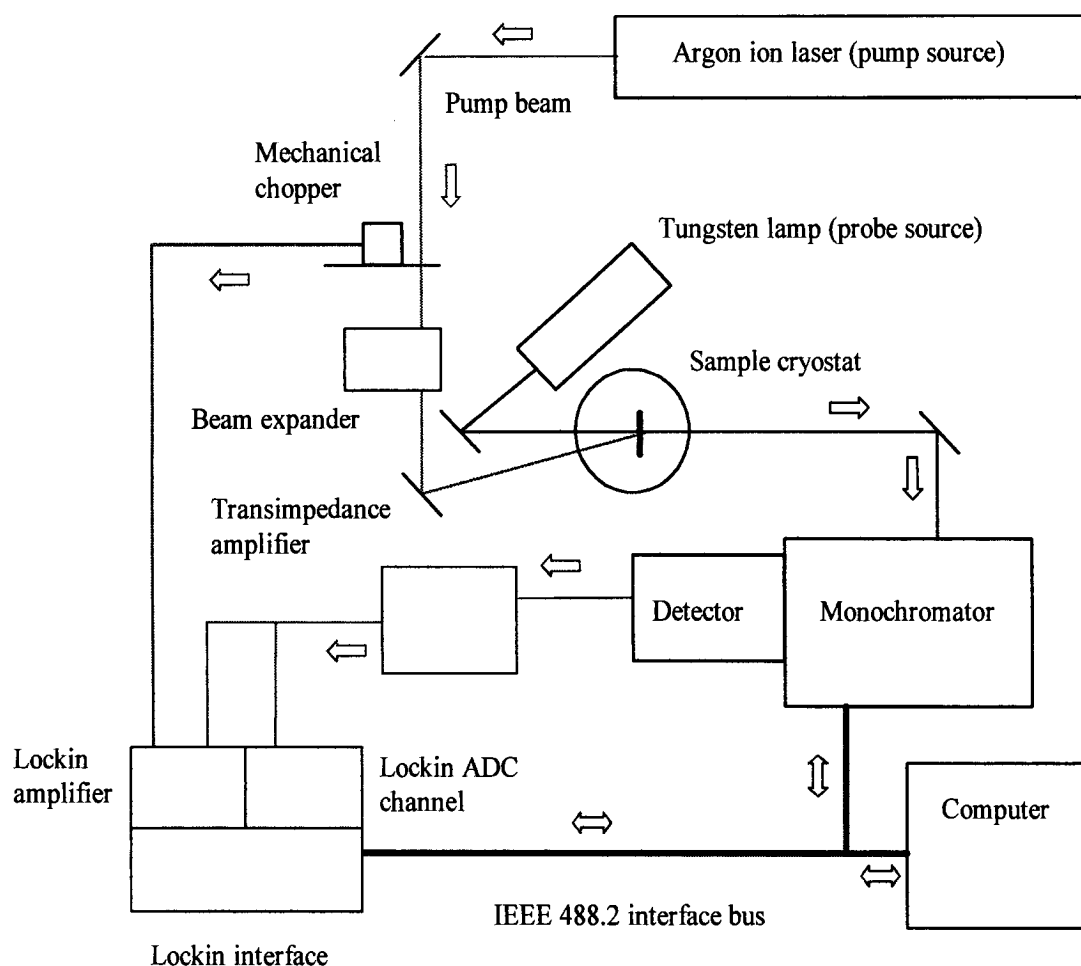 Argon ion laser (pump source)
Pump beam
Mechanical
chopper
Tungsten lamp (probe source)
Sample cryostat
Beam expander
Transimpedance
amplifier
Detector
Monochromator
Lockin
amplifier
Lockin ADC
channel
Computer
IEEE 488.2 interface bus
Lockin interface